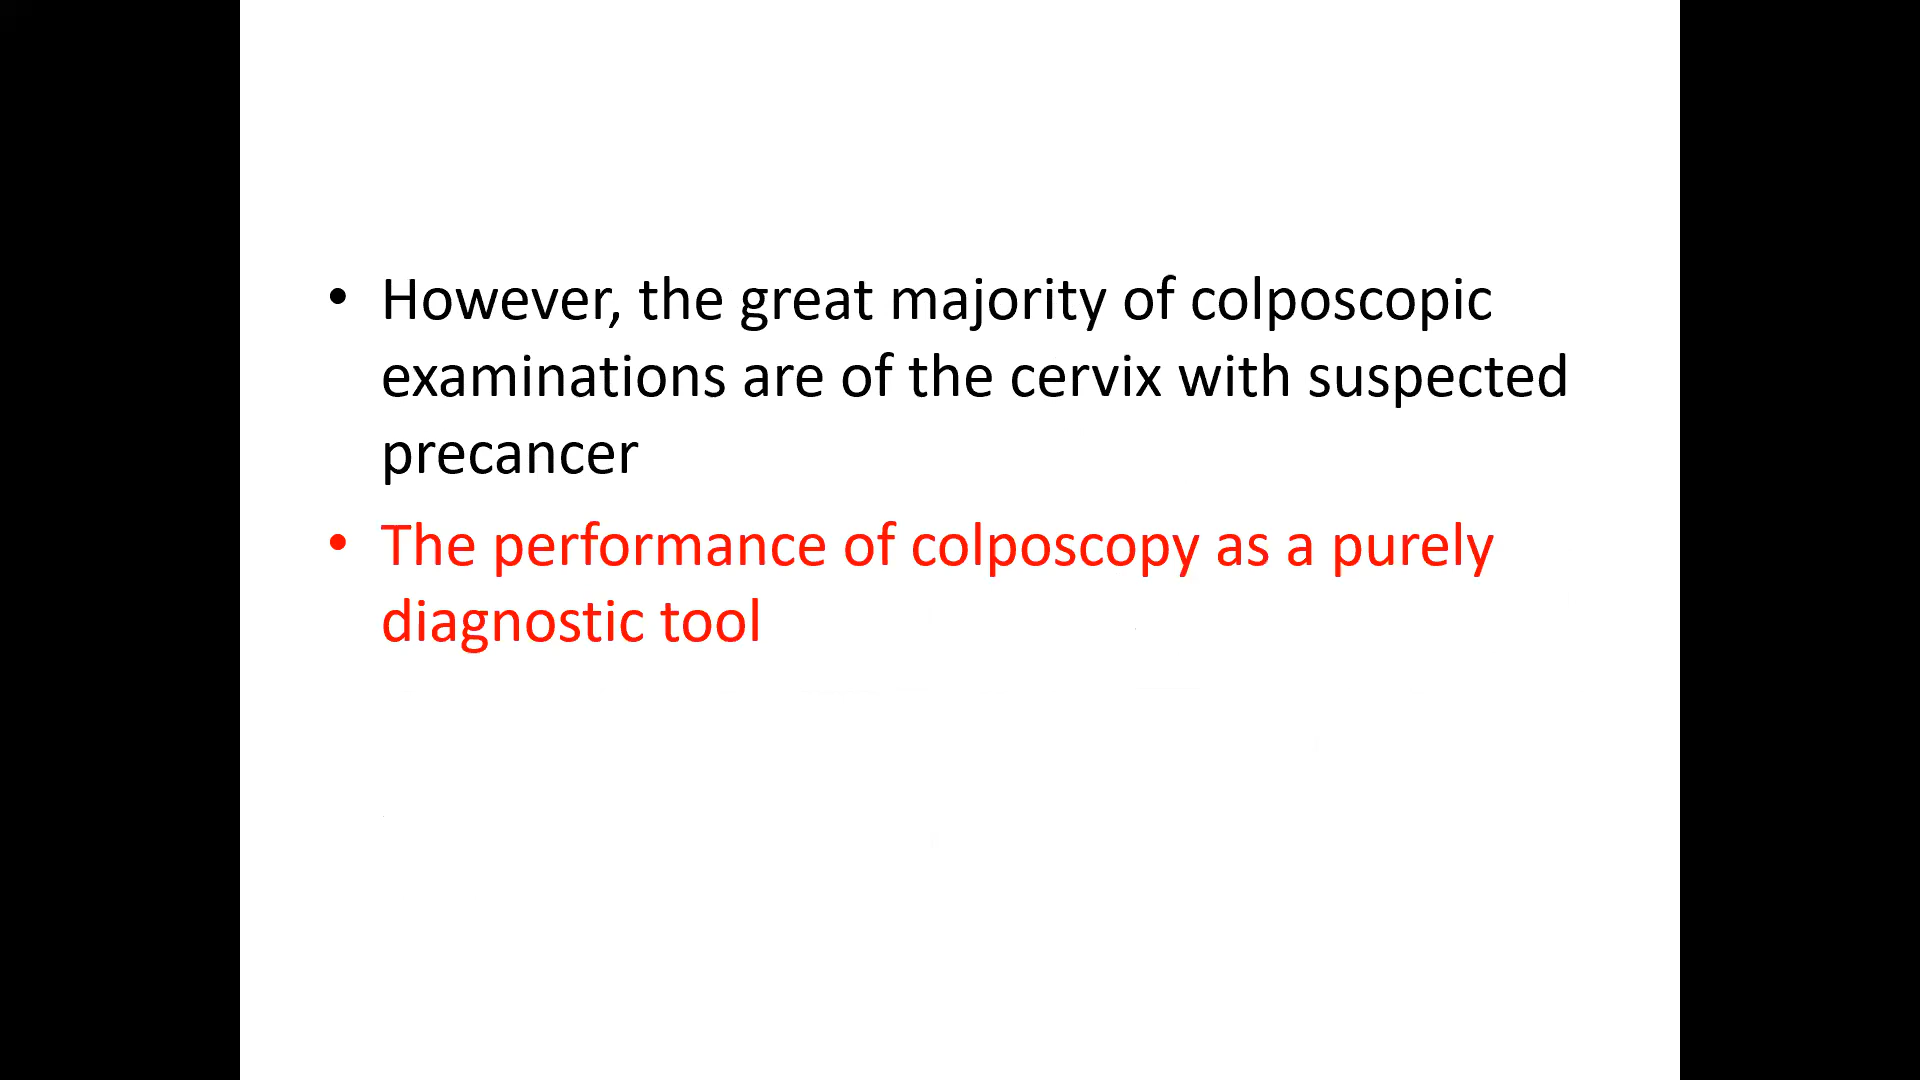 • However, the great majority of colposcopic
examinations are of the cervix with suspected
precancer
• The performance of colposcopy as a purely
diagnostic tool